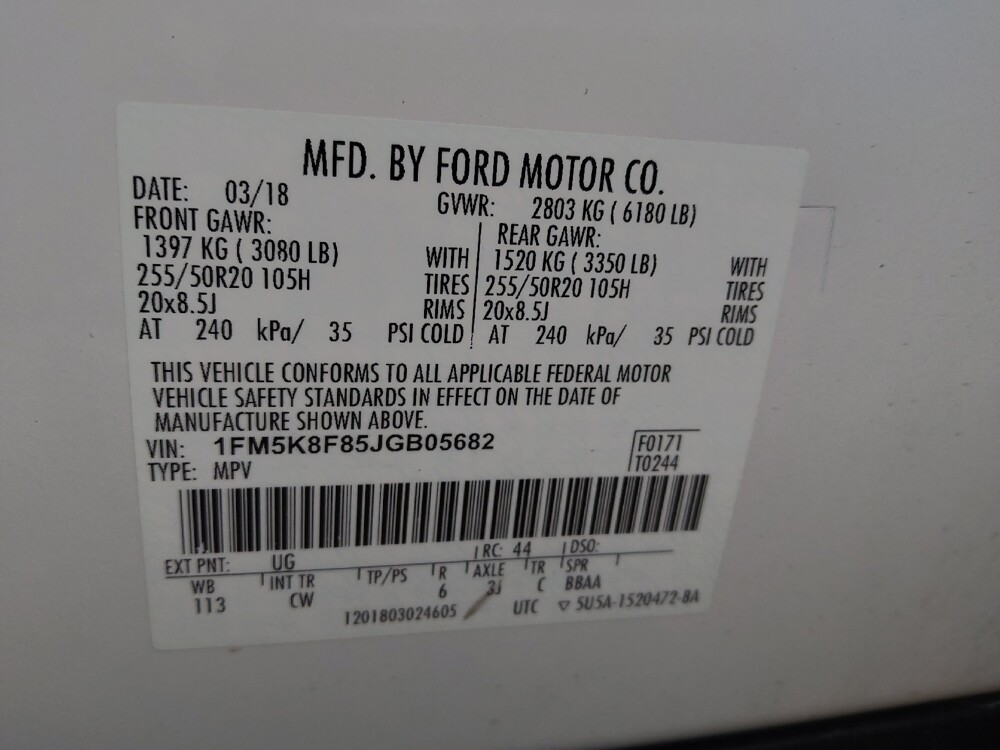 MFD. BY FORD MOTOR CO.
DATE: 03/18 GVWR: 2803 KG ( 6180 LB)
FRONT GAWR: REAR GAWR:
1397 KG ( 3080 LB) WITH 1520 KG ( 3350 LB) WITH
255/50R20 105H TIRES 255/50R20 105H TIRES
20x8.5J RIMS 20x8.5J RIMS
AT 240 kPa/ 35 PSI COLD AT 240 kPa/ 35 PSI COLD
THIS VEHICLE CONFORMS TO ALL APPLICABLE FEDERAL MOTOR
VEHICLE SAFETY STANDARDS IN EFFECT ON THE DATE OF
MANUFACTURE SHOWN ABOVE.
VIN: 1FM5K8F85JGB05682 F0171
TYPE: MPV T0244
EXT PNT: UG RC: 44 DSO:
WB INT TR TP/PS R AXLE TR SPR
113 CW 6 3J C BBAA
1201803024605 UTC ▽ 5U5A-1520472-BA